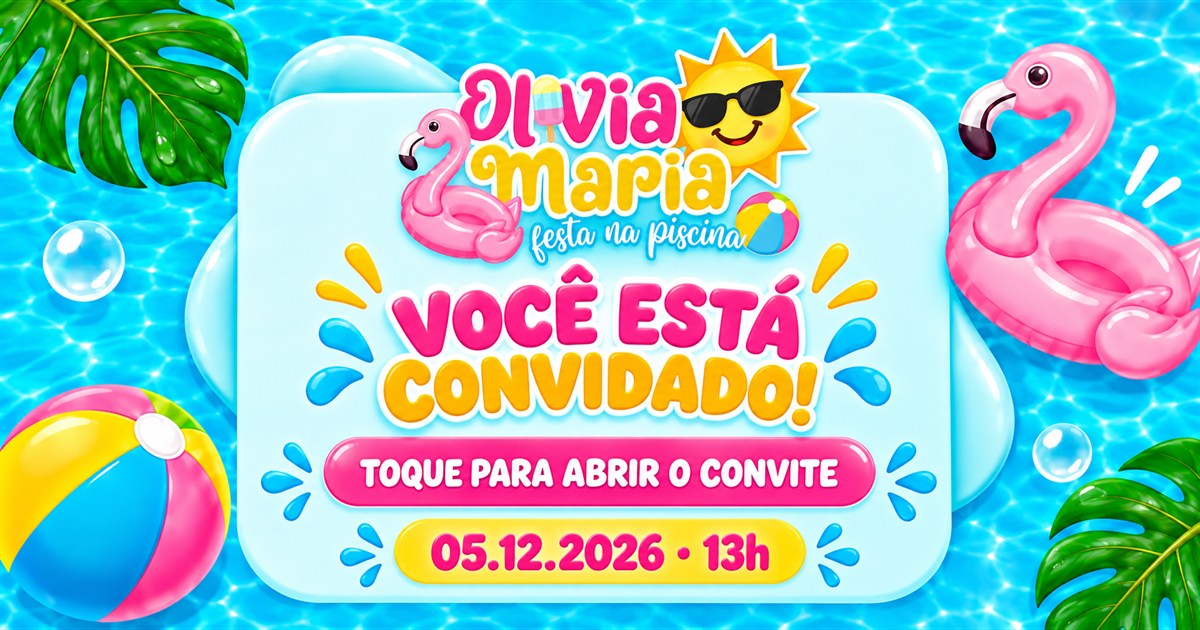 Olivia
Maria
festa na piscina
VOCÊ ESTÁ
CONVIDADO!
TOQUE PARA ABRIR O CONVITE
05.12.2026 • 13h